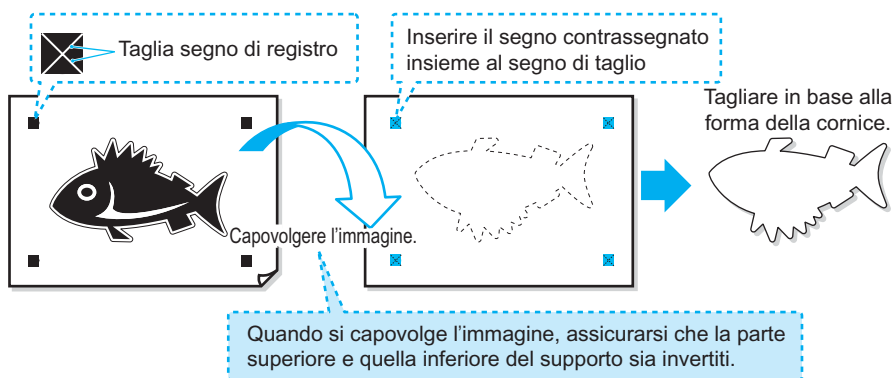 Taglia segno di registro
Inserire il segno contrassegnato
insieme al segno di taglio
Tagliare in base alla
forma della cornice.
Capovolgere l'immagine.
Quando si capovolge l'immagine, assicurarsi che la parte
superiore e quella inferiore del supporto sia invertiti.